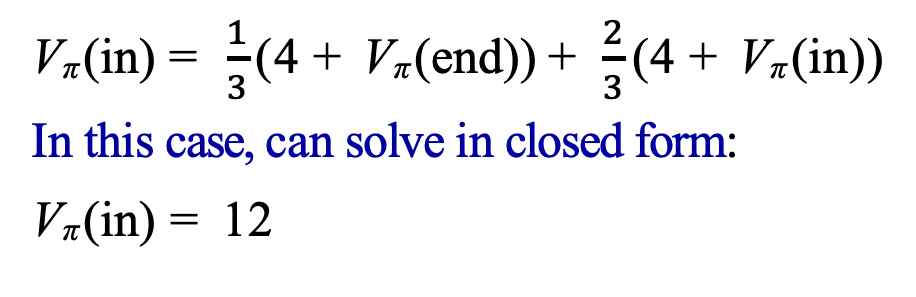 Vπ(in) = 1/3(4 + Vπ(end)) + 2/3(4 + Vπ(in))
In this case, can solve in closed form:
Vπ(in) = 12